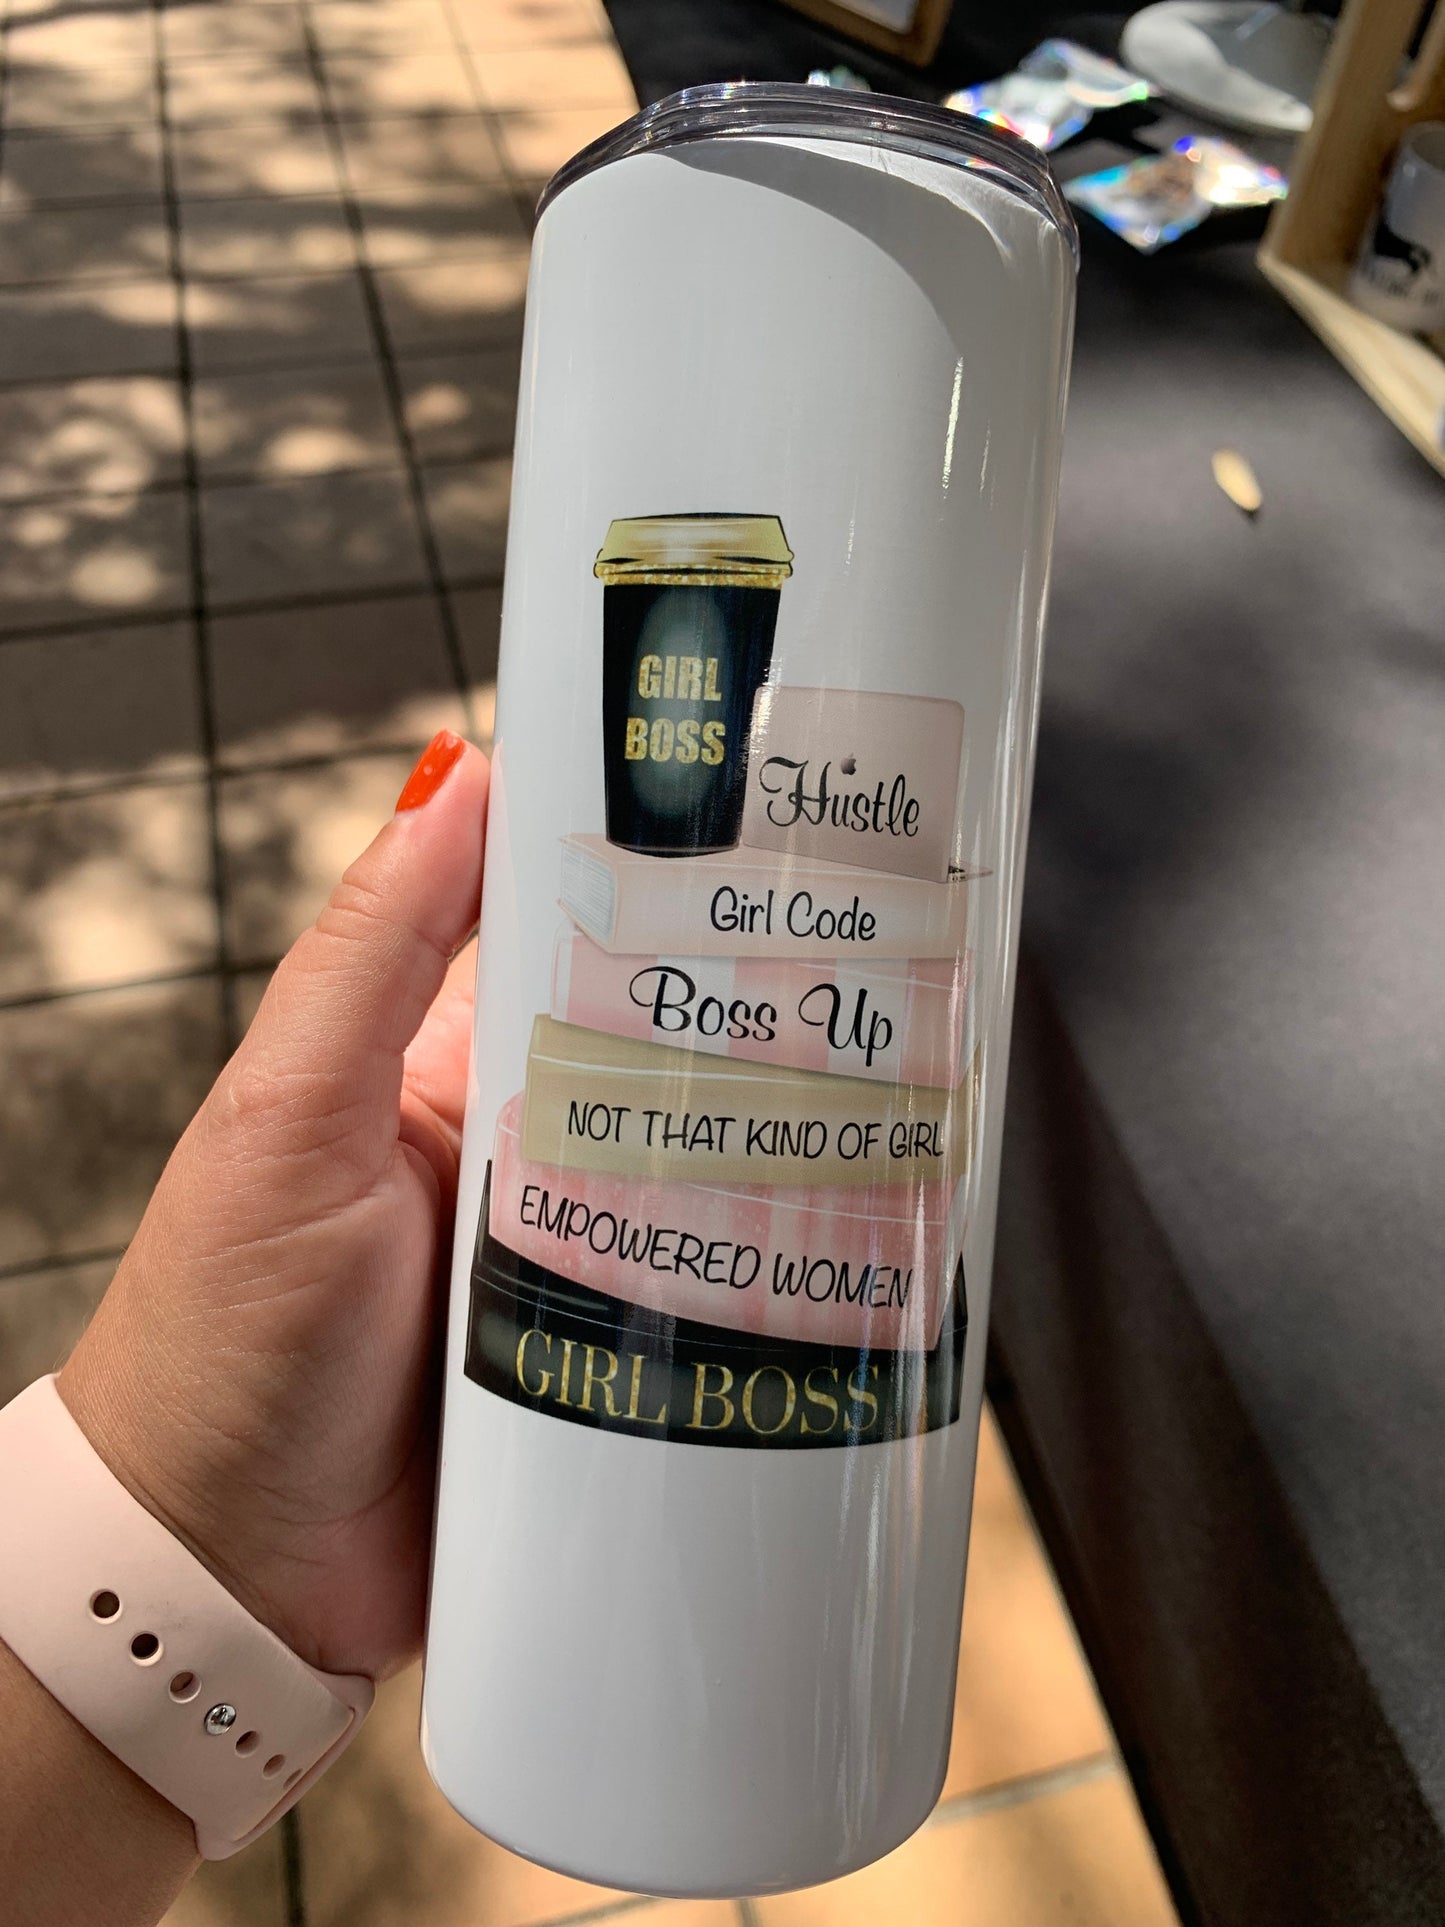 GIRL
BOSS
Hustle
Girl Code
Boss Up
NOT THAT KIND OF GIRL
EMPOWERED WOMEN
GIRL BOSS